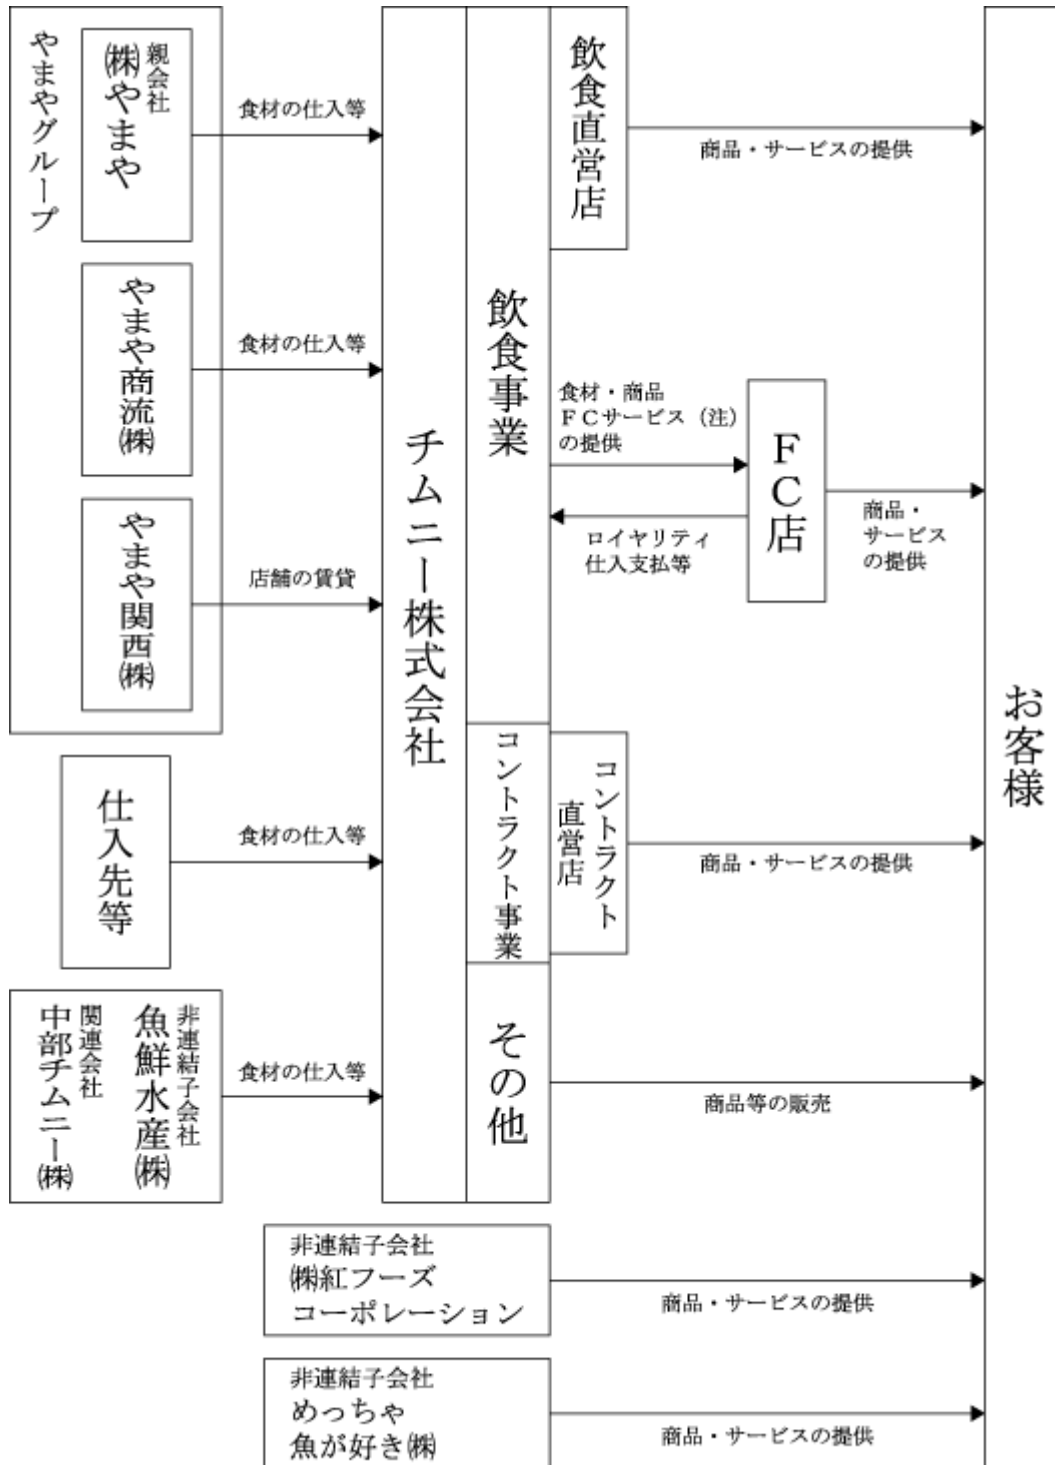 やまやグループ
親会社
㈱やまや
食材の仕入等
やまや商流㈱
食材の仕入等
やまや関西㈱
店舗の賃貸
仕入先等
食材の仕入等
非連結子会社
魚鮮水産㈱
関連会社
中部チムニー㈱
食材の仕入等
チムニー株式会社
飲食事業
飲食直営店
商品・サービスの提供
食材・商品
ＦＣサービス（注）
の提供
ロイヤリティ
仕入支払等
ＦＣ店
商品・
サービス
の提供
コントラクト事業
コントラクト
直営店
商品・サービスの提供
その他
商品等の販売
非連結子会社
㈱紅フーズ
コーポレーション
商品・サービスの提供
非連結子会社
めっちゃ
魚が好き㈱
商品・サービスの提供
お客様